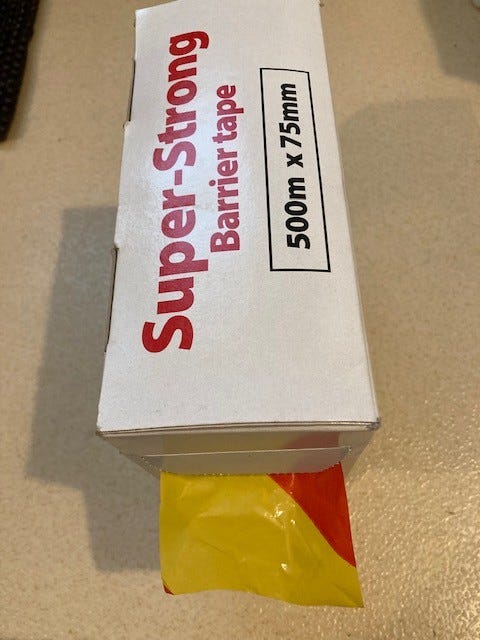 Super-Strong
Barrier tape
500m x 75mm